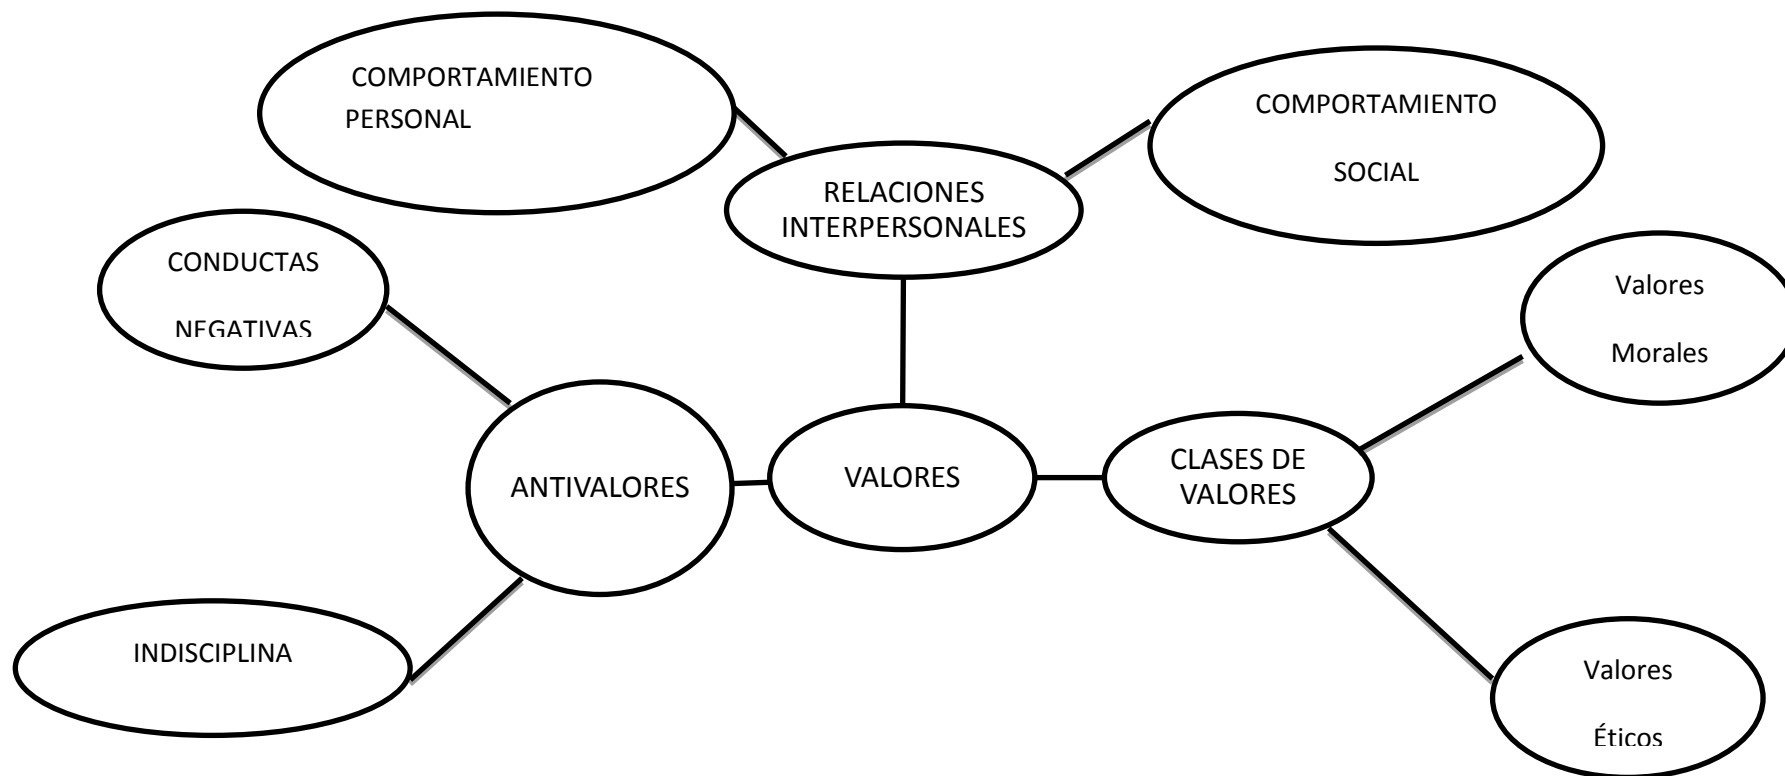 COMPORTAMIENTO
PERSONAL
COMPORTAMIENTO
SOCIAL
RELACIONES
INTERPERSONALES
CONDUCTAS
NEGATIVAS
Valores
Morales
ANTIVALORES
VALORES
CLASES DE
VALORES
INDISCIPLINA
Valores
Éticos